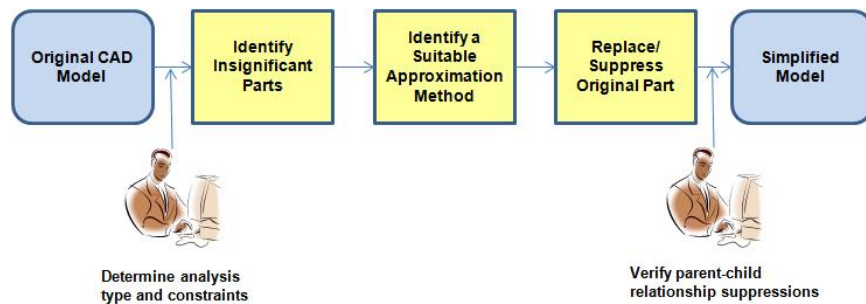 Original CAD
Model
Identify
Insignificant
Parts
Identify a
Suitable
Approximation
Method
Replace/
Suppress
Original Part
Simplified
Model
Determine analysis
type and constraints
Verify parent-child
relationship suppressions